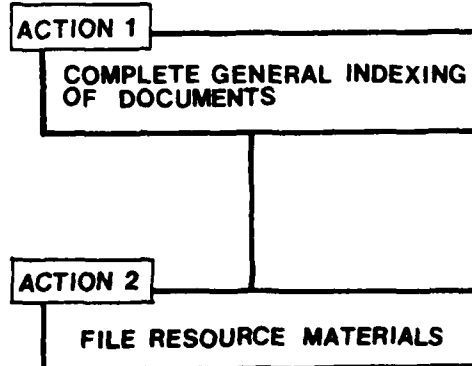 ACTION 1
COMPLETE GENERAL INDEXING
OF DOCUMENTS
ACTION 2
FILE RESOURCE MATERIALS